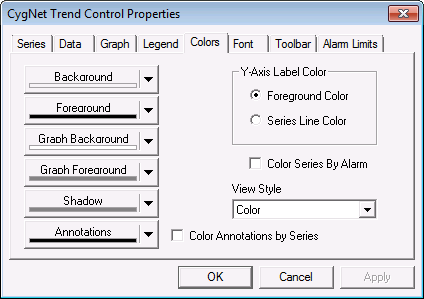 CygNet Trend Control Properties
Series Data Graph Legend Colors Font Toolbar Alarm Limits
Background
Foreground
Graph Background
Graph Foreground
Shadow
Annotations
Y-Axis Label Color
Foreground Color
Series Line Color
Color Series By Alarm
View Style
Color
Color Annotations by Series
OK Cancel Apply